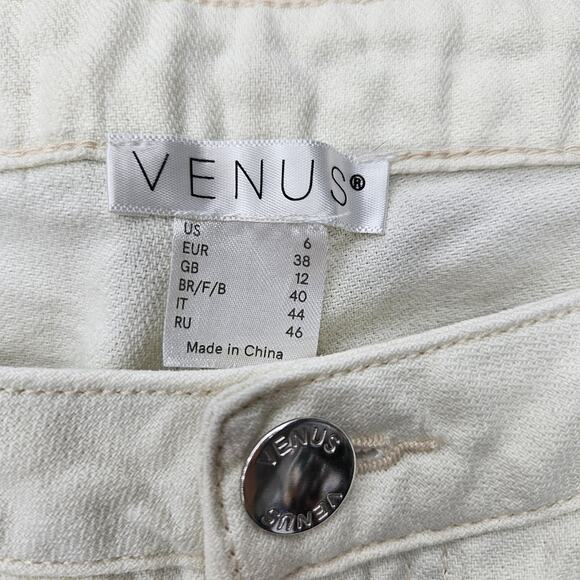 VENUS®
US 6
EUR 38
GB 12
BR/F/B 40
IT 44
RU 46
Made in China
VENUS
VENUS